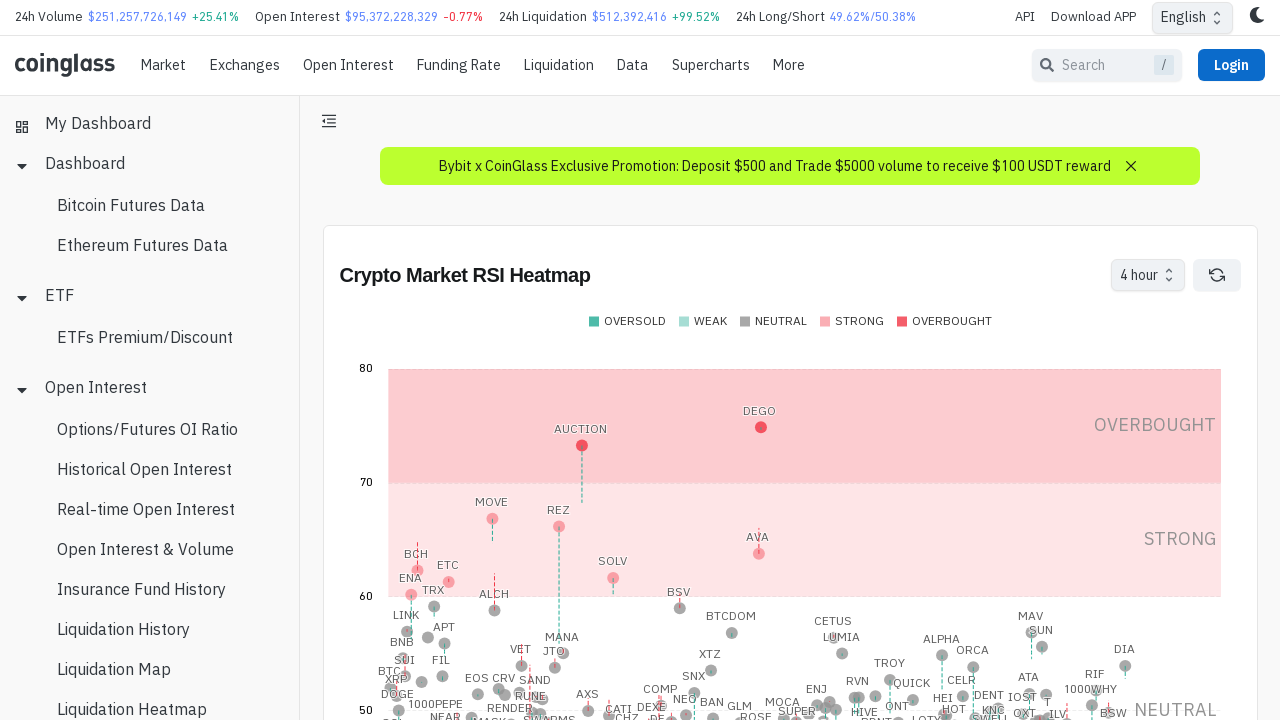 24h Volume $251,257,726,149 +25.41% Open Interest $95,372,228,329 -0.77% 24h Liquidation $512,392,416 +99.52% 24h Long/Short 49.62%/50.38% API Download APP English
coinglass Market Exchanges Open Interest Funding Rate Liquidation Data Supercharts More Search / Login
My Dashboard
Dashboard
Bitcoin Futures Data
Ethereum Futures Data
ETF
ETFs Premium/Discount
Open Interest
Options/Futures OI Ratio
Historical Open Interest
Real-time Open Interest
Open Interest & Volume
Insurance Fund History
Liquidation History
Liquidation Map
Liquidation Heatmap
Bybit x CoinGlass Exclusive Promotion: Deposit $500 and Trade $5000 volume to receive $100 USDT reward
Crypto Market RSI Heatmap 4 hour
OVERSOLD WEAK NEUTRAL STRONG OVERBOUGHT
80
DEGO
OVERBOUGHT
AUCTION
70
MOVE
REZ
AVA
STRONG
BCH
SOLV
ETC
ENA
TRX
60
ALCH
BSV
LINK
BTCDOM
MAV
CETUS
APT
SUN
BNB
MANA
LUMIA
ALPHA
VET
JTO
ORCA
DIA
SUI
FIL
XTZ
TROY
BTC
XRP
EOS
CRV
SAND
SNX
RVN
QUICK
CELR
ATA
RIF
DOGE
RUNE
AXS
COMP
ENJ
1000WHY
1000PEPE
RENDER
NEO
BAN
GLM
MOCA
ONT
HEI
DENT
IOST
T
50
CATI
DEXE
SUPER
HIVE
HOT
KNC
BSW
NEUTRAL
NEAR
ROSE